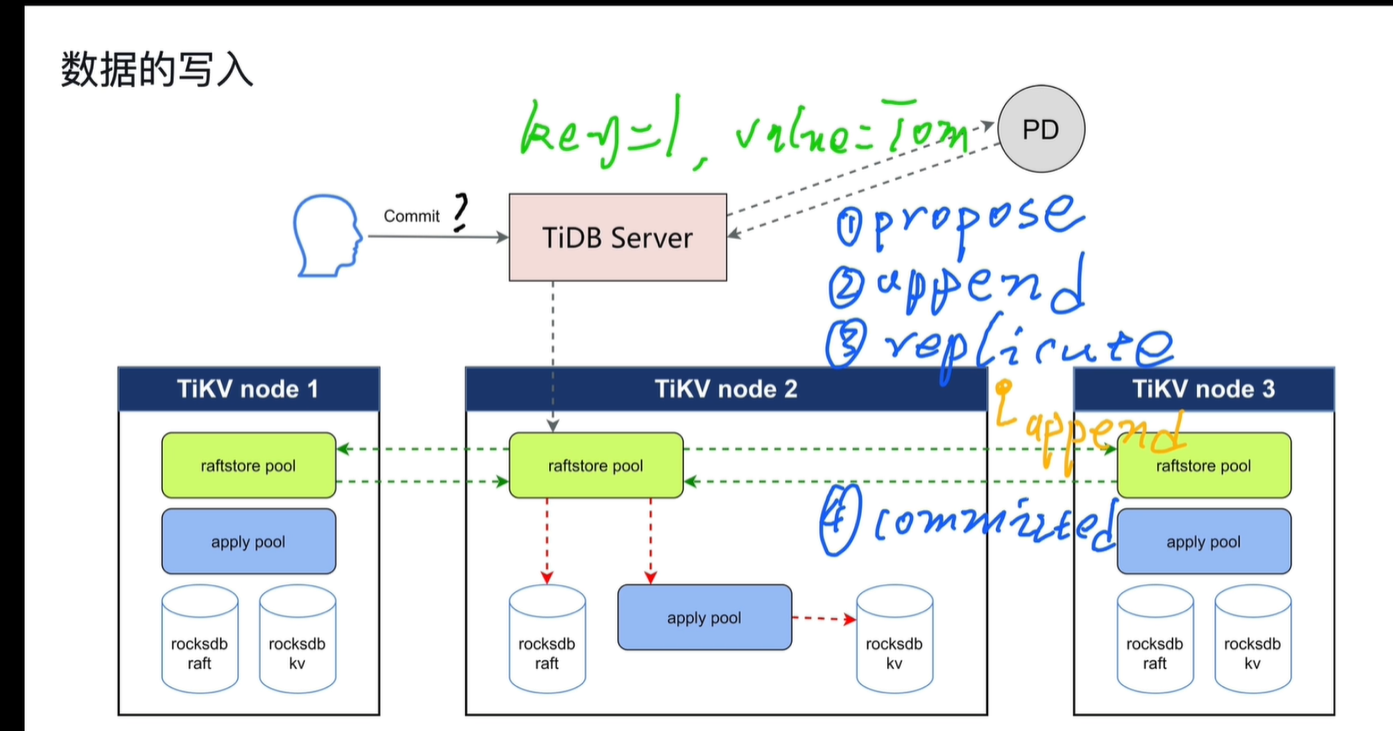 数据的写入
key=1, value=Tom
PD
Commit ?
TiDB Server
①propose
②append
③replicate
append
④committed
TiKV node 1
raftstore pool
apply pool
rocksdb
raft
rocksdb
kv
TiKV node 2
raftstore pool
rocksdb
raft
apply pool
rocksdb
kv
TiKV node 3
raftstore pool
apply pool
rocksdb
raft
rocksdb
kv